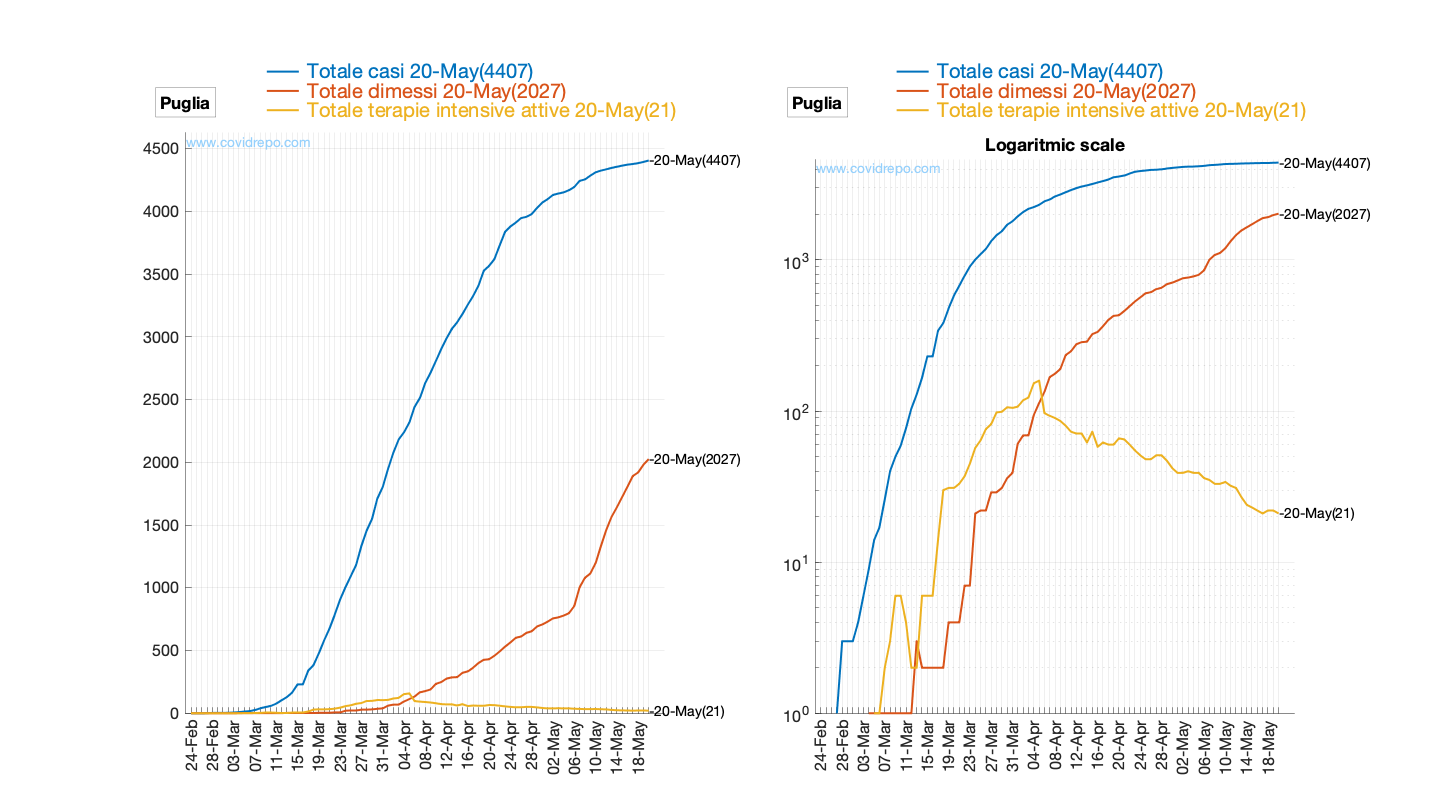 Totale casi 20-May(4407)
Totale dimessi 20-May(2027)
Totale terapie intensive attive 20-May(21)
Puglia
www.covidrepo.com
4500
4000
3500
3000
2500
2000
1500
1000
500
0
-20-May(4407)
-20-May(2027)
-20-May(21)
24-Feb
28-Feb
03-Mar
07-Mar
11-Mar
15-Mar
19-Mar
23-Mar
27-Mar
31-Mar
04-Apr
08-Apr
12-Apr
16-Apr
20-Apr
24-Apr
28-Apr
02-May
06-May
10-May
14-May
18-May
Totale casi 20-May(4407)
Totale dimessi 20-May(2027)
Totale terapie intensive attive 20-May(21)
Puglia
Logaritmic scale
www.covidrepo.com
10³
10²
10¹
10⁰
-20-May(4407)
-20-May(2027)
-20-May(21)
24-Feb
28-Feb
03-Mar
07-Mar
11-Mar
15-Mar
19-Mar
23-Mar
27-Mar
31-Mar
04-Apr
08-Apr
12-Apr
16-Apr
20-Apr
24-Apr
28-Apr
02-May
06-May
10-May
14-May
18-May